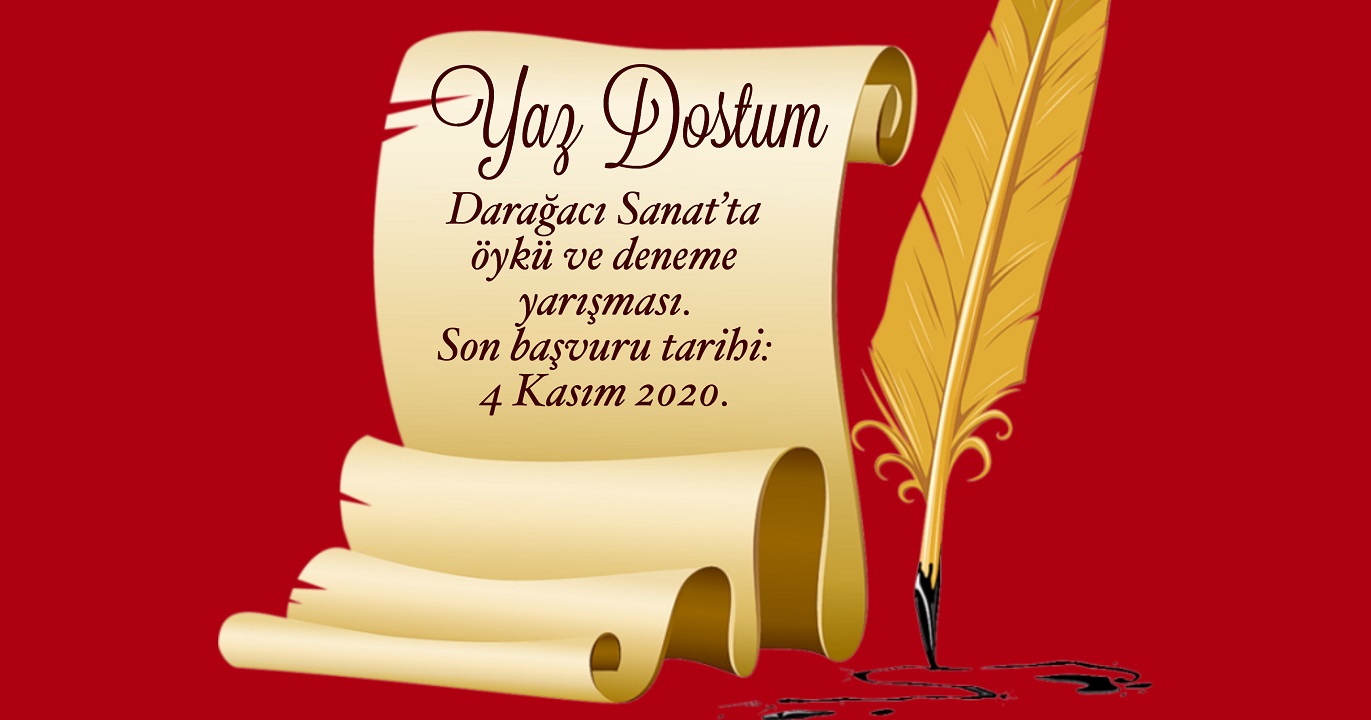 Yaz Dostum
Darağacı Sanat'ta
öykü ve deneme
yarışması.
Son başvuru tarihi:
4 Kasım 2020.